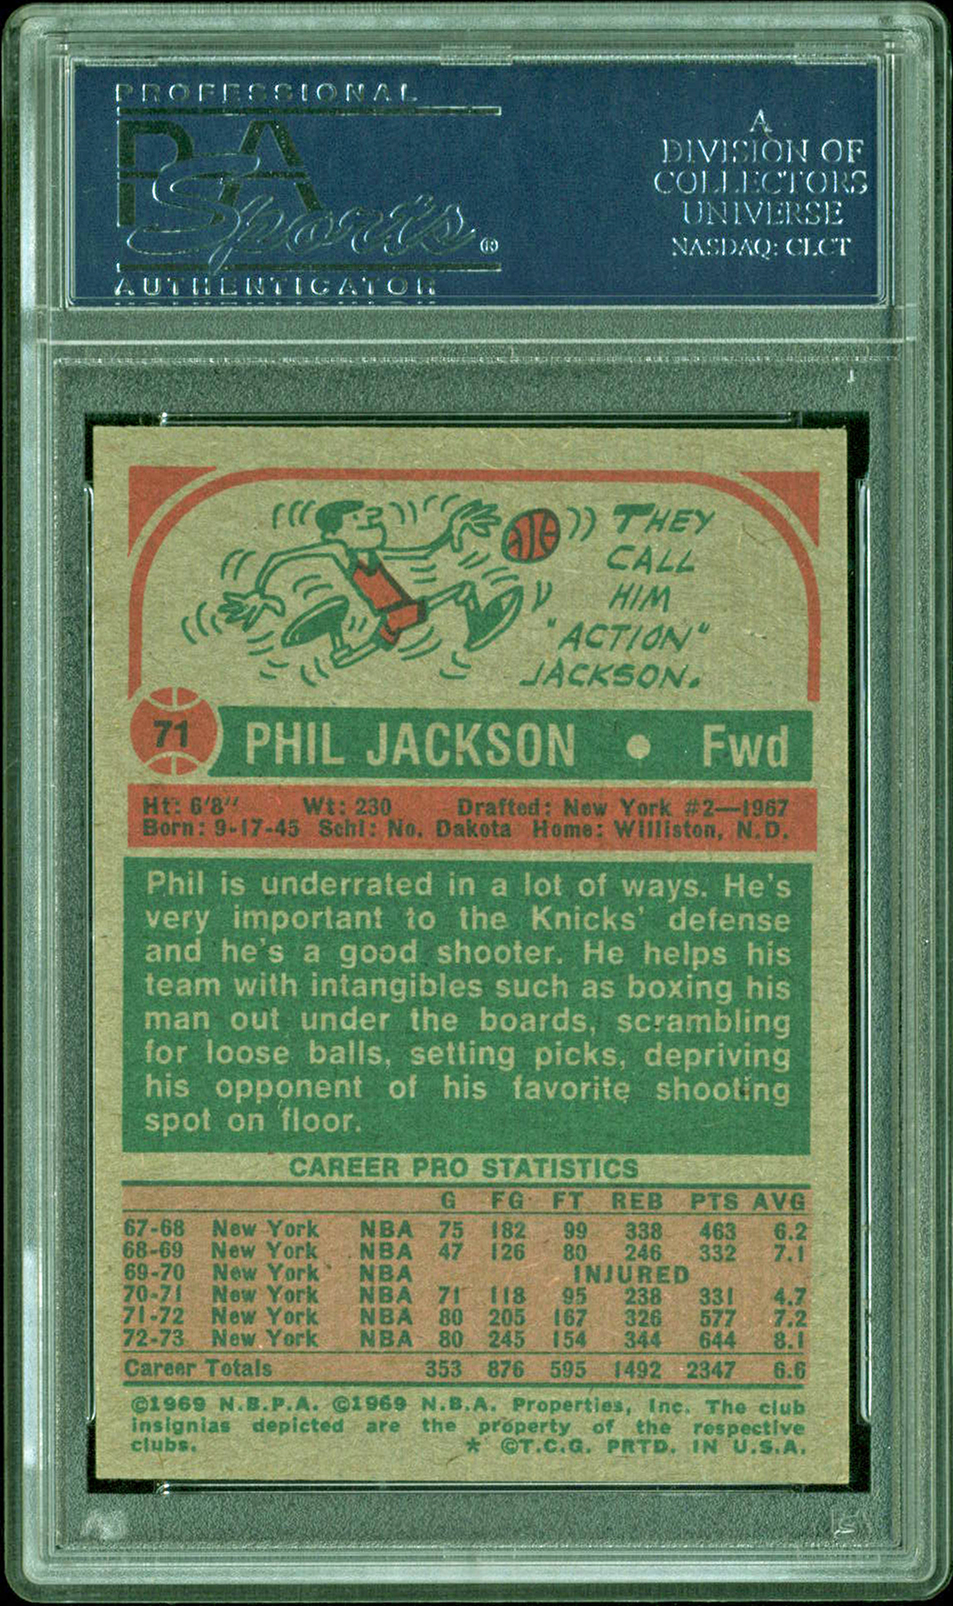 PROFESSIONAL
PSA
Sports®
AUTHENTICATOR
A
DIVISION OF
COLLECTORS
UNIVERSE
NASDAQ: CLCT
THEY
CALL
HIM
"ACTION"
JACKSON.
71 PHIL JACKSON • Fwd
Ht: 6'8" Wt: 230 Drafted: New York #2—1967
Born: 9-17-45 Schl: No. Dakota Home: Williston, N.D.
Phil is underrated in a lot of ways. He's
very important to the Knicks' defense
and he's a good shooter. He helps his
team with intangibles such as boxing his
man out under the boards, scrambling
for loose balls, setting picks, depriving
his opponent of his favorite shooting
spot on floor.
CAREER PRO STATISTICS
G FG FT REB PTS AVG
67-68 New York NBA 75 182 99 338 463 6.2
68-69 New York NBA 47 126 80 246 332 7.1
69-70 New York NBA INJURED
70-71 New York NBA 71 118 95 238 331 4.7
71-72 New York NBA 80 205 167 326 577 7.2
72-73 New York NBA 80 245 154 344 644 8.1
Career Totals 353 876 595 1492 2347 6.6
©1969 N.B.P.A. ©1969 N.B.A. Properties, Inc. The club
insignias depicted are the property of the respective
clubs. * ©T.C.G. PRTD. IN U.S.A.